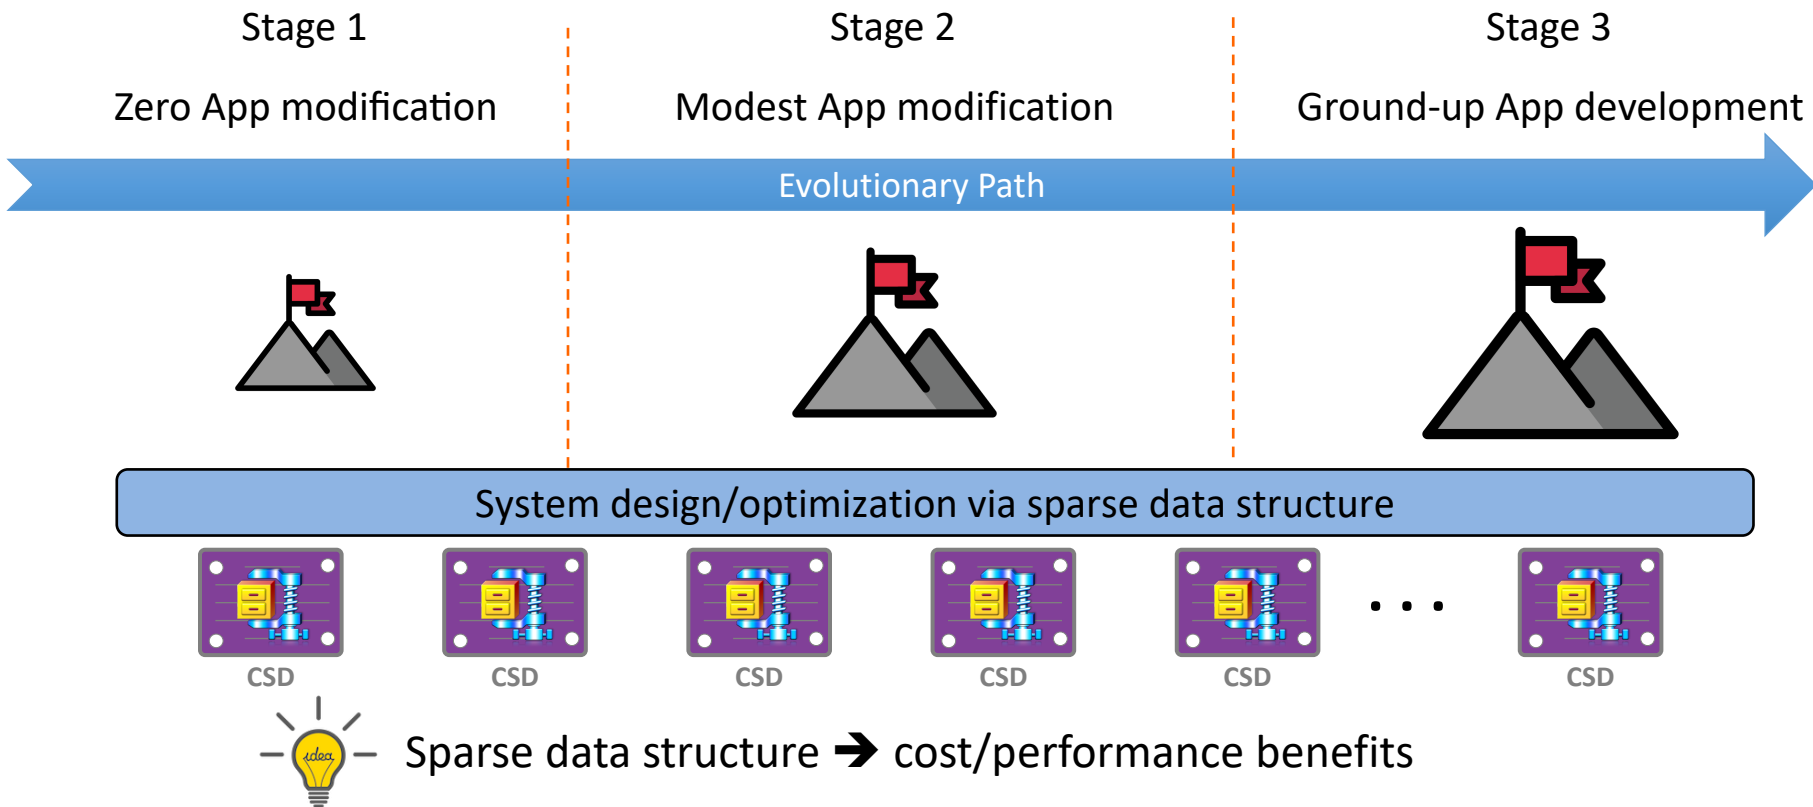 Stage 1
Stage 2
Stage 3
Zero App modification
Modest App modification
Ground-up App development
Evolutionary Path
System design/optimization via sparse data structure
CSD
CSD
CSD
CSD
CSD
. . .
CSD
idea
Sparse data structure ➔ cost/performance benefits